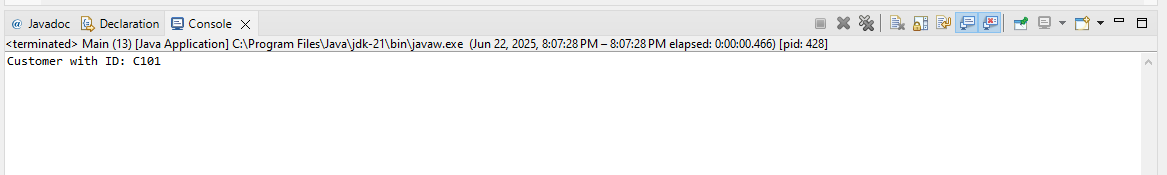 Javadoc Declaration Console
<terminated> Main (13) [Java Application] C:\Program Files\Java\jdk-21\bin\javaw.exe (Jun 22, 2025, 8:07:28 PM – 8:07:28 PM elapsed: 0:00:00.466) [pid: 428]
Customer with ID: C101